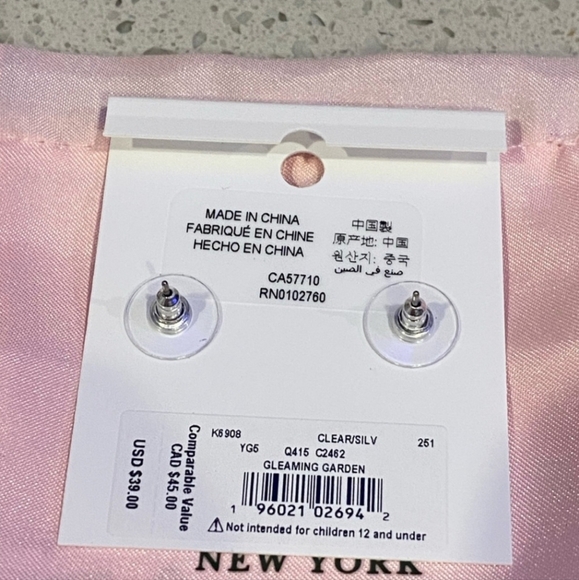 MADE IN CHINA
FABRIQUÉ EN CHINE
HECHO EN CHINA
中国製
原产地: 中国
원산지: 중국
صنع في الصين
CA57710
RN0102760
Comparable Value
CAD $45.00
USD $39.00
K6908 CLEAR/SILV 251
YG5 Q415 C2462
GLEAMING GARDEN
1 96021 02694 2
⚠ Not intended for children 12 and under
NEW YORK